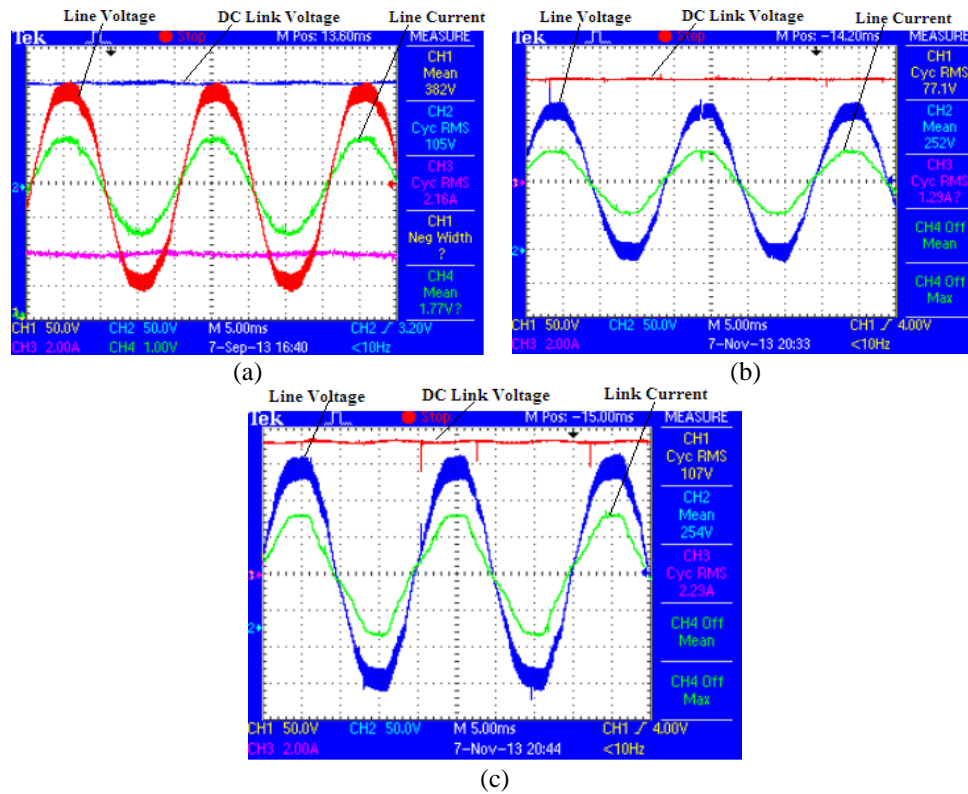 Line Voltage DC Link Voltage Line Current
Tek Stop M Pos: 13.60ms MEASURE
CH1
Mean
382V
CH2
Cyc RMS
105V
CH3
Cyc RMS
2.16A
CH1
Neg Width
?
CH4
Mean
1.77V?
2
CH1 50.0V CH2 50.0V M 5.00ms CH2 / 3.20V
CH3 2.00A CH4 1.00V 7-Sep-13 16:40 <10Hz
(a)
Line Voltage DC Link Voltage Line Current
Tek Stop M Pos: -14.20ms MEASURE
CH1
Cyc RMS
77.1V
CH2
Mean
252V
CH3
Cyc RMS
1.29A?
CH4 Off
Mean
CH4 Off
Max
3
2
CH1 50.0V CH2 50.0V M 5.00ms CH1 / 4.00V
CH3 2.00A 7-Nov-13 20:33 <10Hz
(b)
Line Voltage DC Link Voltage Link Current
Tek Stop M Pos: -15.00ms MEASURE
CH1
Cyc RMS
107V
CH2
Mean
254V
CH3
Cyc RMS
2.23A
CH4 Off
Mean
CH4 Off
Max
3
2
CH1 50.0V CH2 50.0V M 5.00ms CH1 / 4.00V
CH3 2.00A 7-Nov-13 20:44 <10Hz
(c)